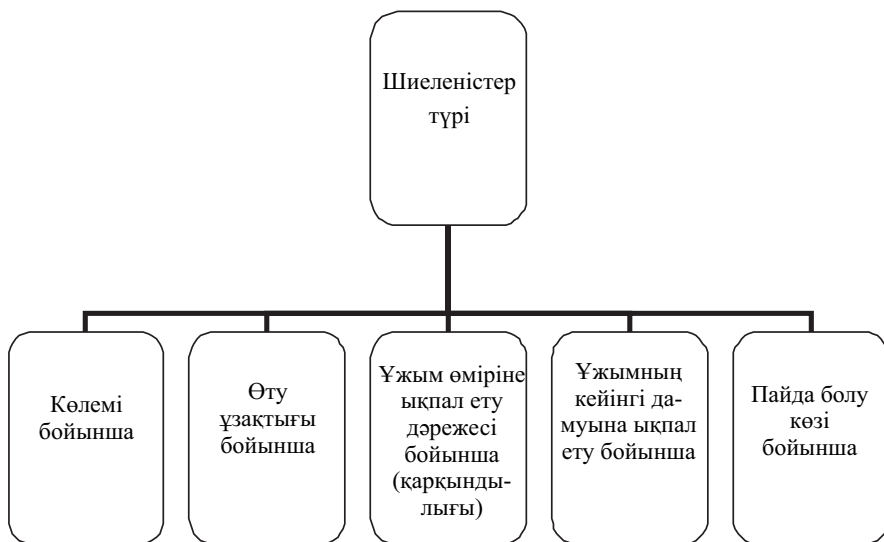 Шиеленістер
түрі
Көлемі
бойынша
Өту
ұзақтығы
бойынша
Ұжым өміріне
ықпал ету
дәрежесі
бойынша
(қарқынды-
лығы)
Ұжымның
кейінгі да-
муына ықпал
ету бойынша
Пайда болу
көзі
бойынша